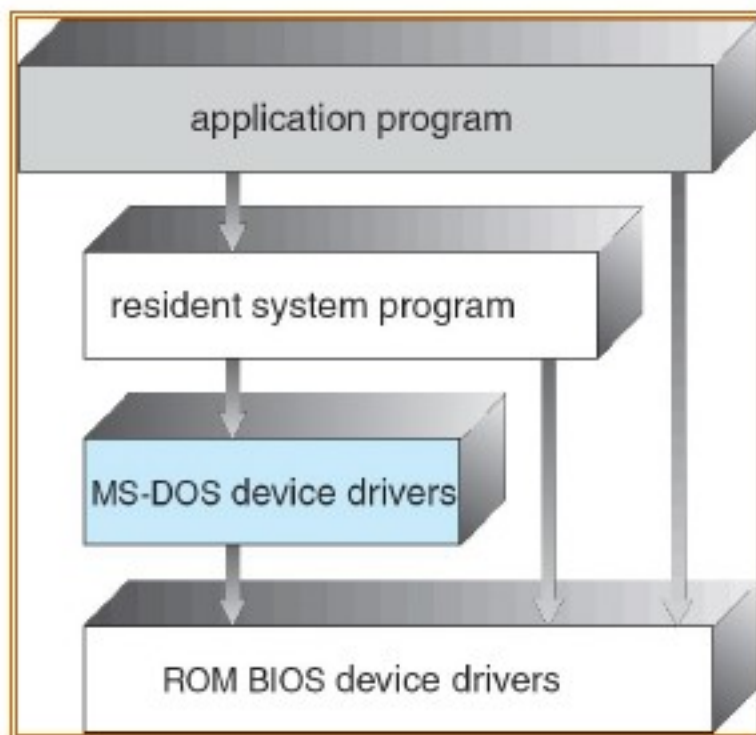 application program
resident system program
MS-DOS device drivers
ROM BIOS device drivers